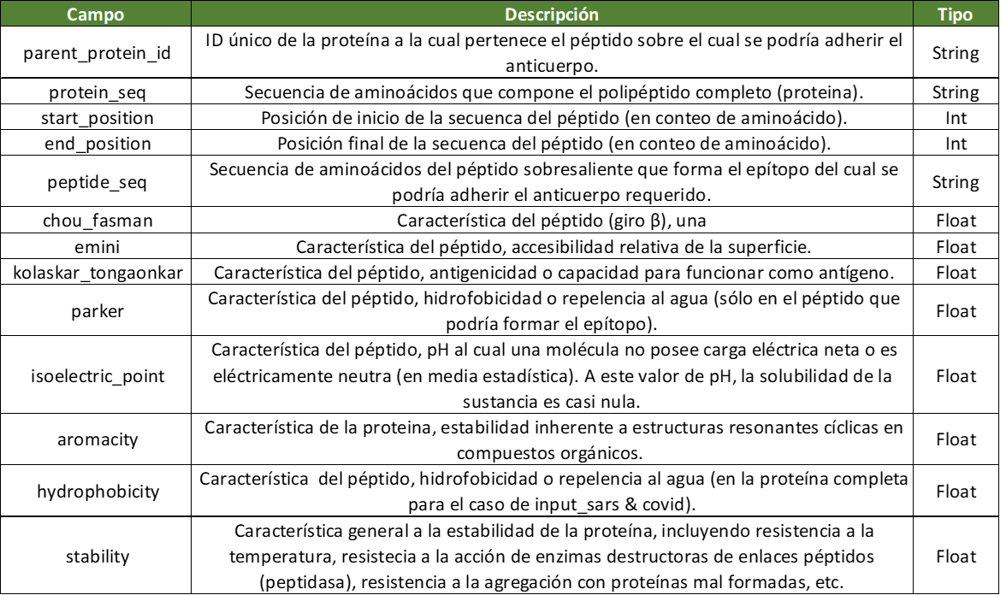 Campo Descripción Tipo
parent_protein_id ID único de la proteína a la cual pertenece el péptido sobre el cual se podría adherir el String
anticuerpo.
protein_seq Secuencia de aminoácidos que compone el polipéptido completo (proteina). String
start_position Posición de inicio de la secuenca del péptido (en conteo de aminoácido). Int
end_position Posición final de la secuenca del péptido (en conteo de aminoácido). Int
peptide_seq Secuencia de aminoácidos del péptido sobresaliente que forma el epítopo del cual se String
podría adherir el anticuerpo requerido.
chou_fasman Característica del péptido (giro β), una Float
emini Característica del péptido, accesibilidad relativa de la superficie. Float
kolaskar_tongaonkar Característica del péptido, antigenicidad o capacidad para funcionar como antígeno. Float
parker Característica del péptido, hidrofobicidad o repelencia al agua (sólo en el péptido que Float
podría formar el epítopo).
isoelectric_point Característica del péptido, pH al cual una molécula no posee carga eléctrica neta o es Float
eléctricamente neutra (en media estadística). A este valor de pH, la solubilidad de la
sustancia es casi nula.
aromacity Característica de la proteina, estabilidad inherente a estructuras resonantes cíclicas en Float
compuestos orgánicos.
hydrophobicity Característica  del péptido, hidrofobicidad o repelencia al agua (en la proteína completa Float
para el caso de input_sars & covid).
stability Característica general a la estabilidad de la proteína, incluyendo resistencia a la Float
temperatura, resistecia a la acción de enzimas destructoras de enlaces péptidos
(peptidasa), resistencia a la agregación con proteínas mal formadas, etc.